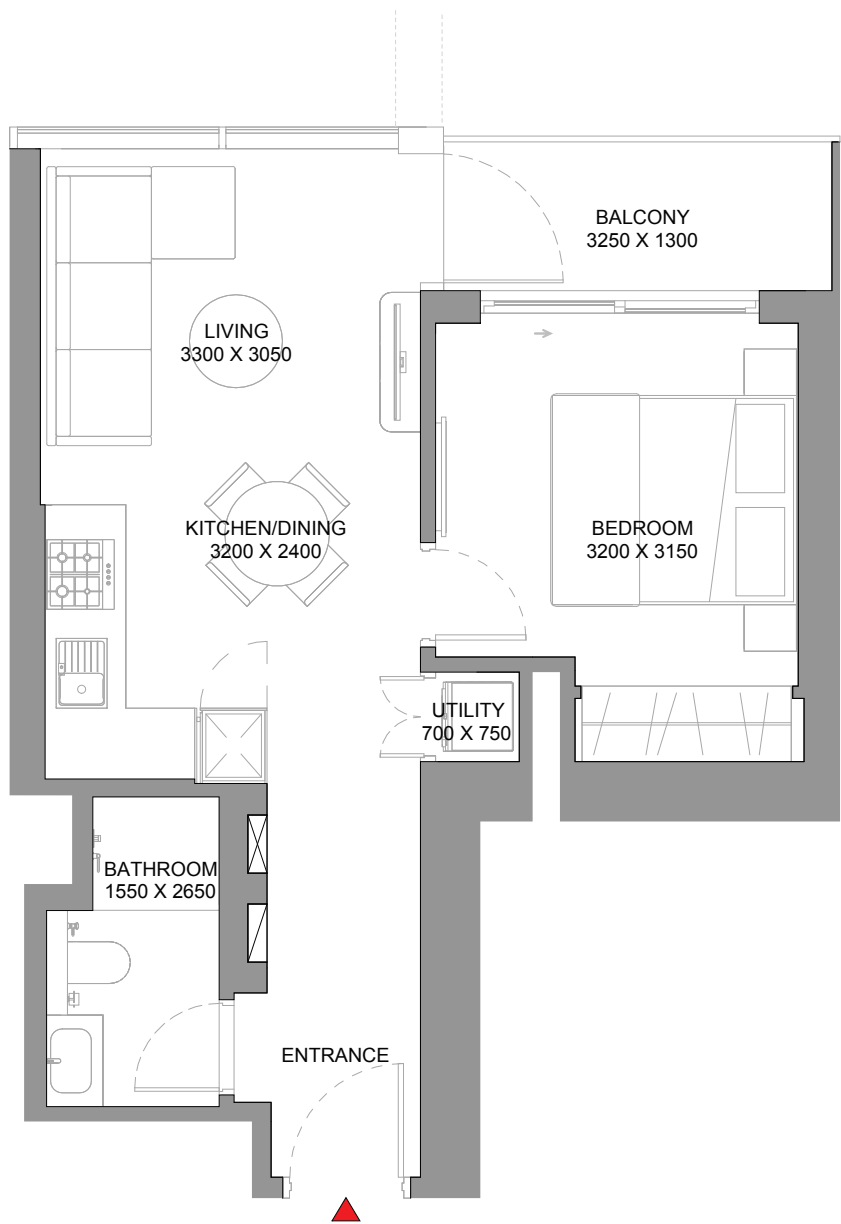 BALCONY
3250 X 1300
LIVING
3300 X 3050
KITCHEN/DINING
3200 X 2400
BEDROOM
3200 X 3150
UTILITY
700 X 750
BATHROOM
1550 X 2650
ENTRANCE